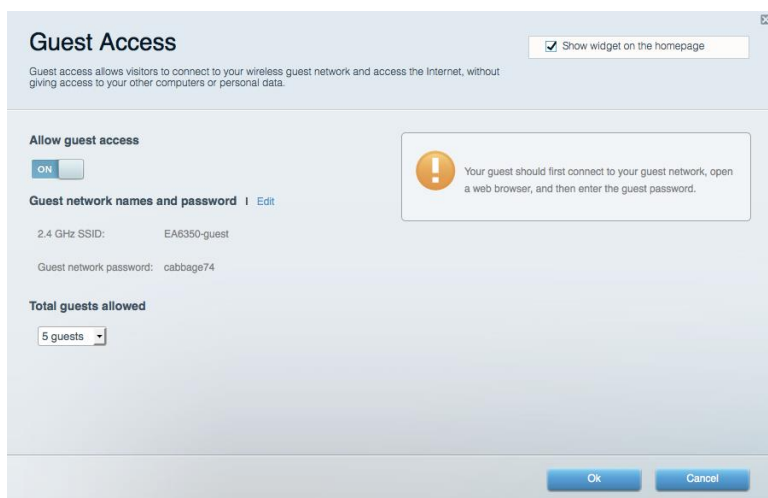 Guest Access
Show widget on the homepage
Guest access allows visitors to connect to your wireless guest network and access the Internet, without
giving access to your other computers or personal data.
Allow guest access
ON
Guest network names and password | Edit
2.4 GHz SSID: EA6350-guest
Guest network password: cabbage74
Total guests allowed
5 guests
Your guest should first connect to your guest network, open
a web browser, and then enter the guest password.
Ok
Cancel